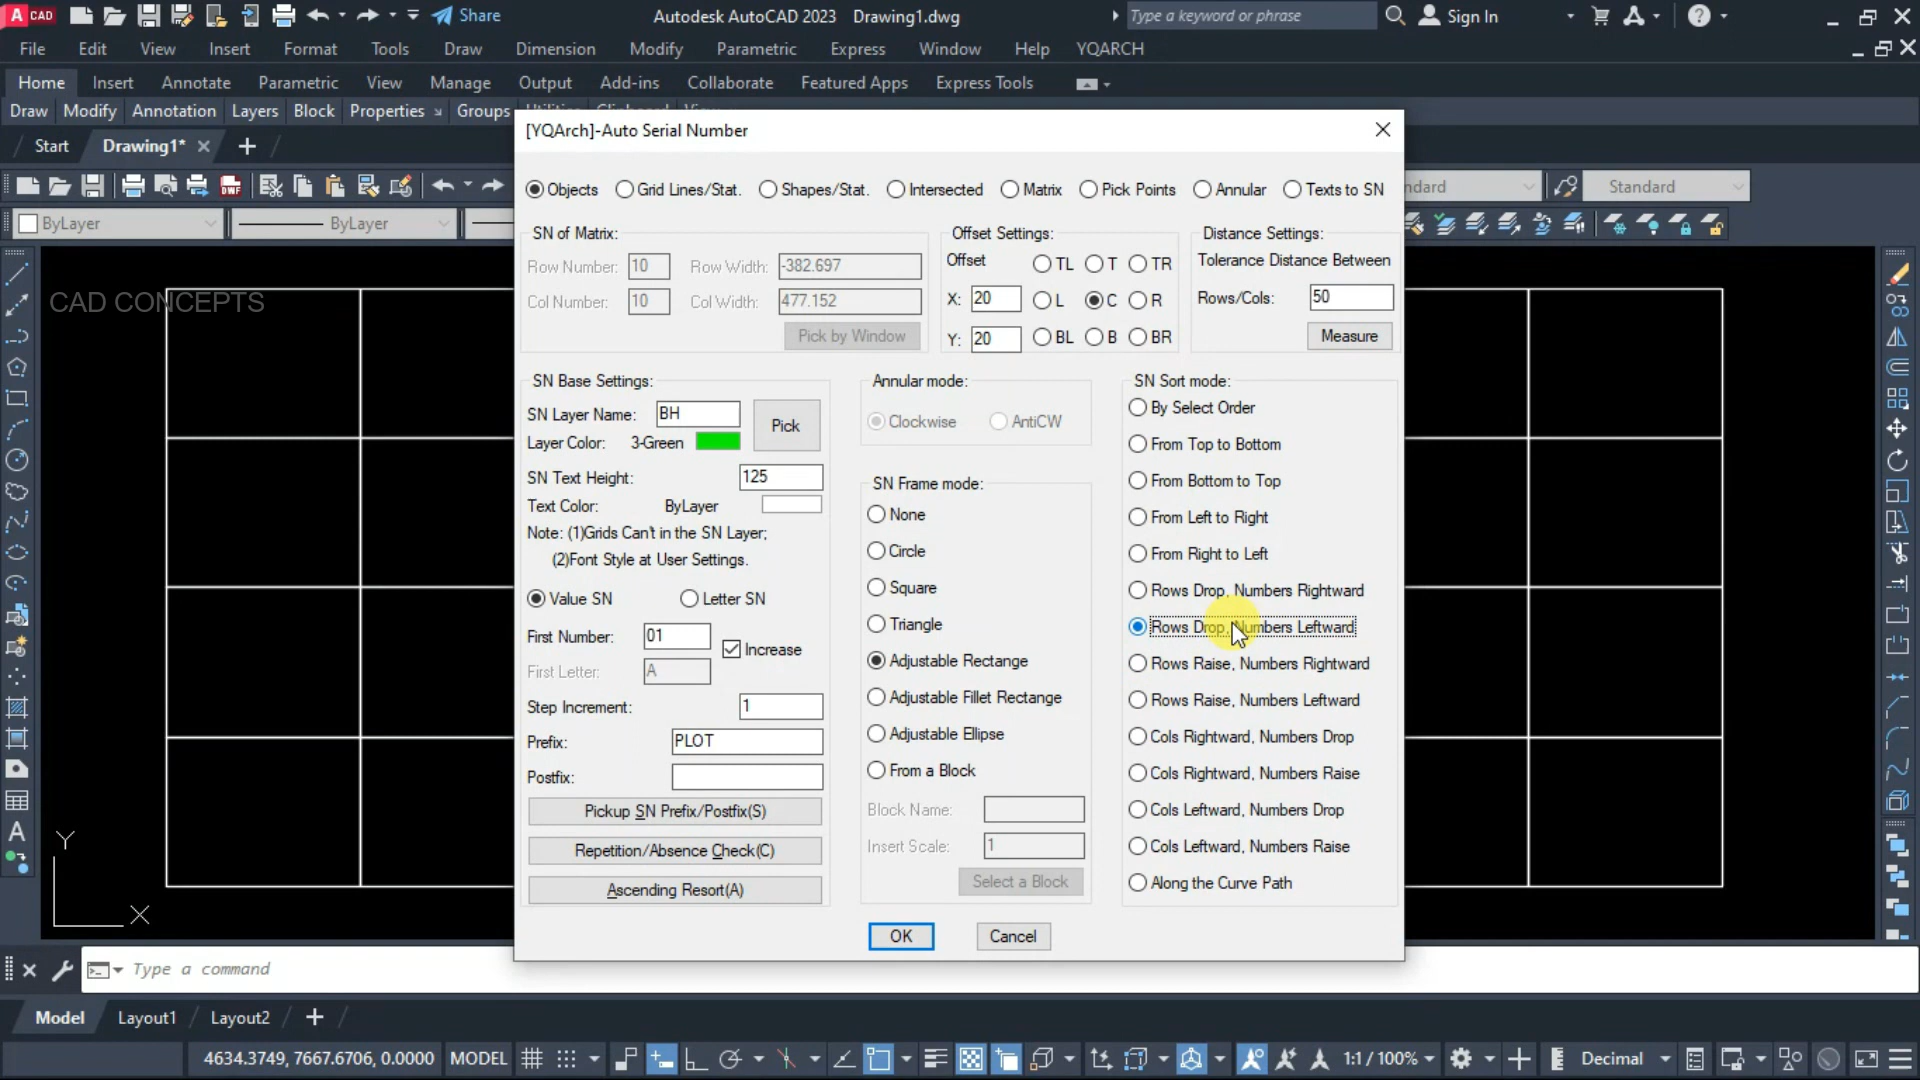 CAD
Share
Autodesk AutoCAD 2023 Drawing1.dwg
Type a keyword or phrase
Sign In
File Edit View Insert Format Tools Draw Dimension Modify Parametric Express Window Help YQARCH
Home Insert Annotate Parametric View Manage Output Add-ins Collaborate Featured Apps Express Tools
Draw Modify Annotation Layers Block Properties Groups
Start Drawing1*
[YQArch]-Auto Serial Number
DWF
Standard
ByLayer ByLayer
CAD CONCEPTS
Objects Grid Lines/Stat. Shapes/Stat. Intersected Matrix Pick Points Annular Texts to SN
SN of Matrix:
Row Number: 10 Row Width: -382.697
Col Number: 10 Col Width: 477.152
Pick by Window
Offset Settings:
Offset TL T TR
X: 20 L C R
Y: 20 BL B BR
Distance Settings:
Tolerance Distance Between
Rows/Cols: 50
Measure
SN Base Settings:
SN Layer Name: BH
Pick
Layer Color: 3-Green
SN Text Height: 125
Text Color: ByLayer
Note: (1)Grids Can't in the SN Layer;
(2)Font Style at User Settings.
Value SN Letter SN
First Number: 01
Increase
First Letter: A
Step Increment: 1
Prefix: PLOT
Postfix:
Pickup SN Prefix/Postfix(S)
Repetition/Absence Check(C)
Ascending Resort(A)
Annular mode:
Clockwise AntiCW
SN Frame mode:
None
Circle
Square
Triangle
Adjustable Rectange
Adjustable Fillet Rectange
Adjustable Ellipse
From a Block
Block Name:
Insert Scale: 1
Select a Block
SN Sort mode:
By Select Order
From Top to Bottom
From Bottom to Top
From Left to Right
From Right to Left
Rows Drop, Numbers Rightward
Rows Drop, Numbers Leftward
Rows Raise, Numbers Rightward
Rows Raise, Numbers Leftward
Cols Rightward, Numbers Drop
Cols Rightward, Numbers Raise
Cols Leftward, Numbers Drop
Cols Leftward, Numbers Raise
Along the Curve Path
OK Cancel
Y
X
Type a command
Model Layout1 Layout2
4634.3749, 7667.6706, 0.0000 MODEL 1:1 / 100% Decimal